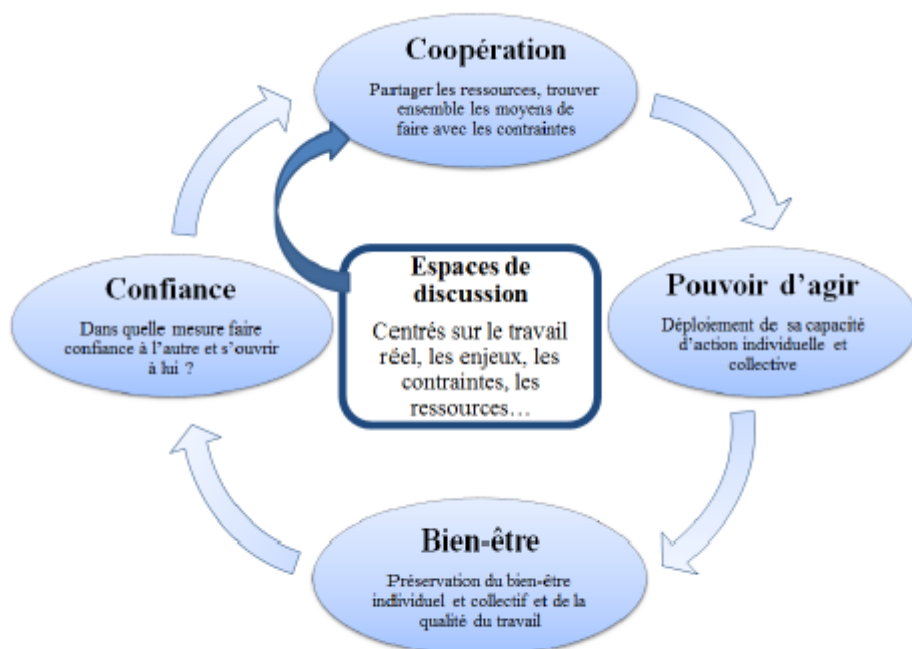 Coopération
Partager les ressources, trouver
ensemble les moyens de
faire avec les contraintes
Confiance
Dans quelle mesure faire
confiance à l'autre et s'ouvrir
à lui ?
Espaces de
discussion
Centrés sur le travail
réel, les enjeux, les
contraintes, les
ressources…
Pouvoir d'agir
Déploiement de sa capacité
d'action individuelle et
collective
Bien-être
Préservation du bien-être
individuel et collectif et de la
qualité du travail